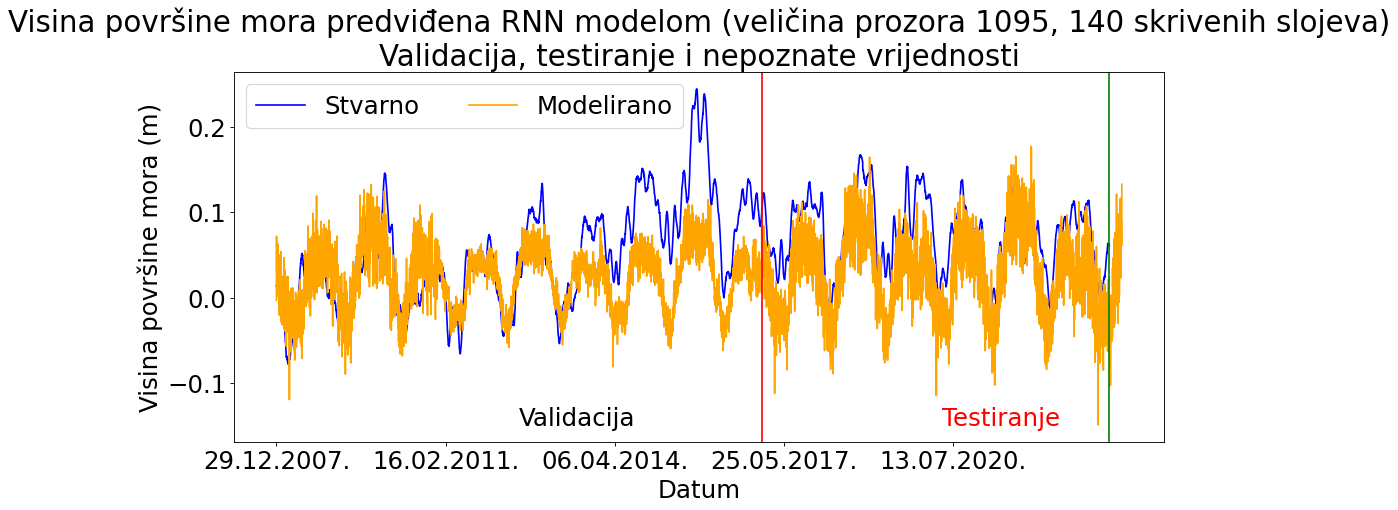 Visina površine mora predviđena RNN modelom (veličina prozora 1095, 140 skrivenih slojeva)
Validacija, testiranje i nepoznate vrijednosti
Stvarno
Modelirano
Visina površine mora (m)
0.2
0.1
0.0
−0.1
Validacija
Testiranje
29.12.2007.
16.02.2011.
06.04.2014.
25.05.2017.
13.07.2020.
Datum